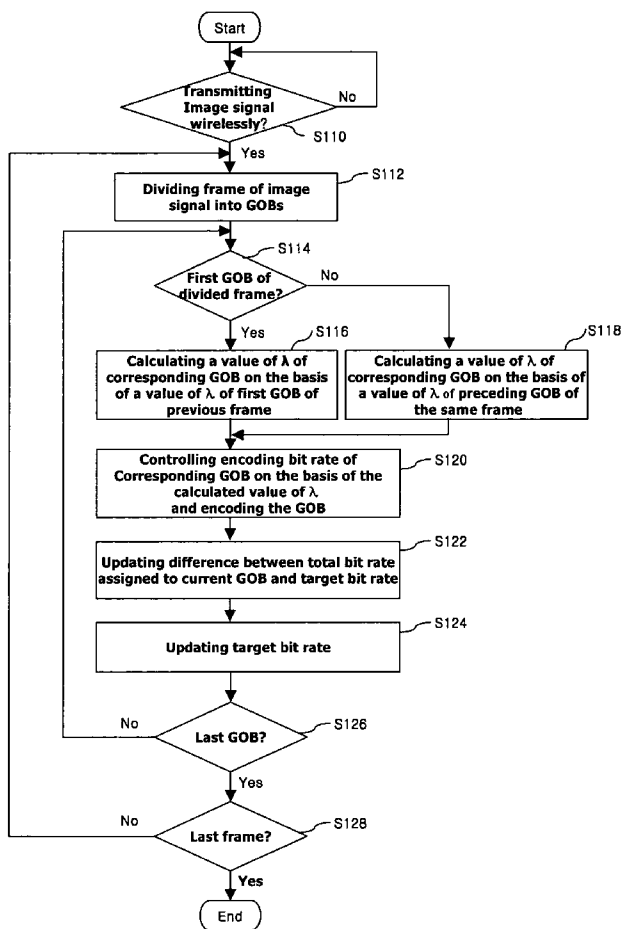 Start
Transmitting
Image signal
wirelessly?
No
S110
Yes
S112
Dividing frame of image
signal into GOBs
S114
First GOB of
divided frame?
No
Yes
S116
S118
Calculating a value of λ of
corresponding GOB on the basis
of a value of λ of first GOB of
previous frame
Calculating a value of λ of
corresponding GOB on the basis of
a value of λ of preceding GOB of
the same frame
Controlling encoding bit rate of
Corresponding GOB on the basis of the
calculated value of λ
and encoding the GOB
S120
S122
Updating difference between total bit rate
assigned to current GOB and target bit rate
S124
Updating target bit rate
No
Last GOB?
S126
Yes
No
Last frame?
S128
Yes
End